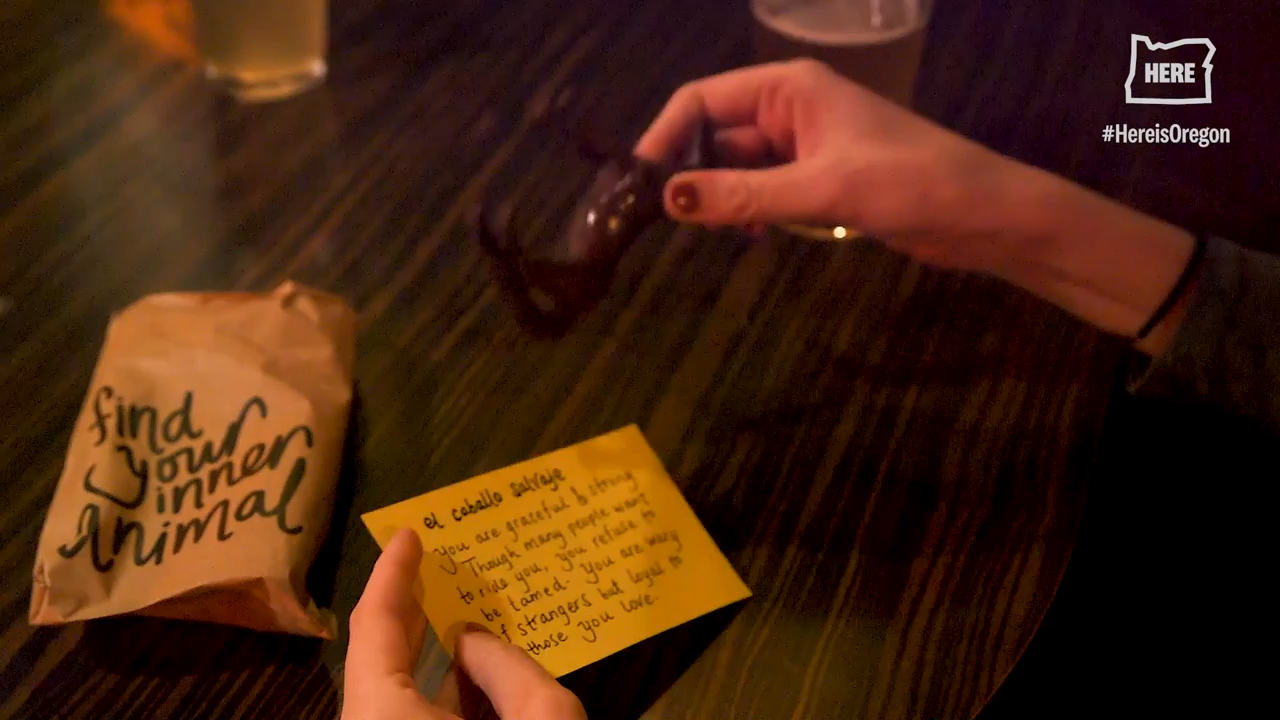 HERE
#HereisOregon
find
your
inner
Animal
el caballo salvaje
You are graceful & strong
Though many people want
to ride you, you refuse to
be tamed. You are wary
of strangers but loyal to
those you love.